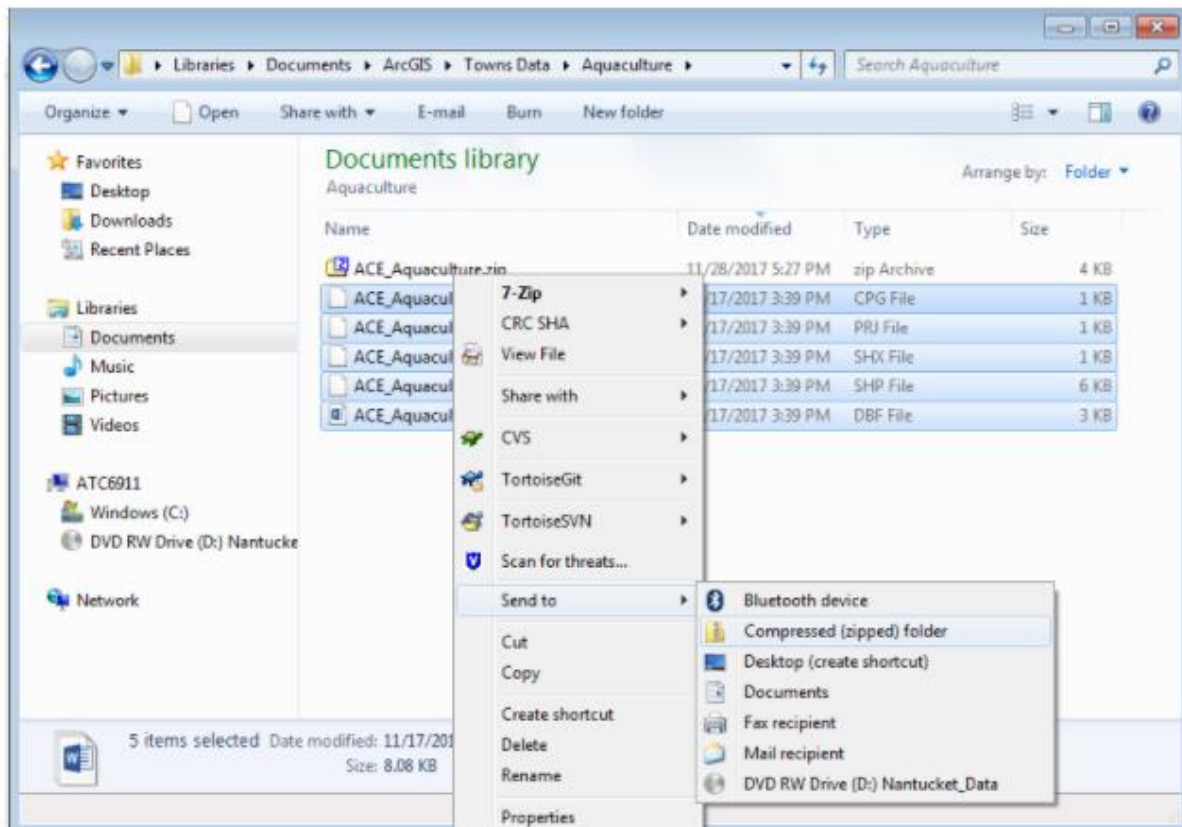 Libraries ▸ Documents ▸ ArcGIS ▸ Towns Data ▸ Aquaculture ▸
Search Aquaculture
Organize Open Share with E-mail Burn New folder
Favorites
Desktop
Downloads
Recent Places
Libraries
Documents
Music
Pictures
Videos
ATC6911
Windows (C:)
DVD RW Drive (D:) Nantucke
Network
Documents library
Aquaculture
Arrange by: Folder
Name Date modified Type Size
ACE_Aquaculture.zip 11/28/2017 5:27 PM zip Archive 4 KB
ACE_Aquacul /17/2017 3:39 PM CPG File 1 KB
ACE_Aquacul /17/2017 3:39 PM PRJ File 1 KB
ACE_Aquacul /17/2017 3:39 PM SHX File 1 KB
ACE_Aquacul /17/2017 3:39 PM SHP File 6 KB
ACE_Aquacul /17/2017 3:39 PM DBF File 3 KB
7-Zip
CRC SHA
View File
Share with
CVS
TortoiseGit
TortoiseSVN
Scan for threats...
Send to
Cut
Copy
Create shortcut
Delete
Rename
Properties
Bluetooth device
Compressed (zipped) folder
Desktop (create shortcut)
Documents
Fax recipient
Mail recipient
DVD RW Drive (D:) Nantucket_Data
5 items selected Date modified: 11/17/201
Size: 8.08 KB